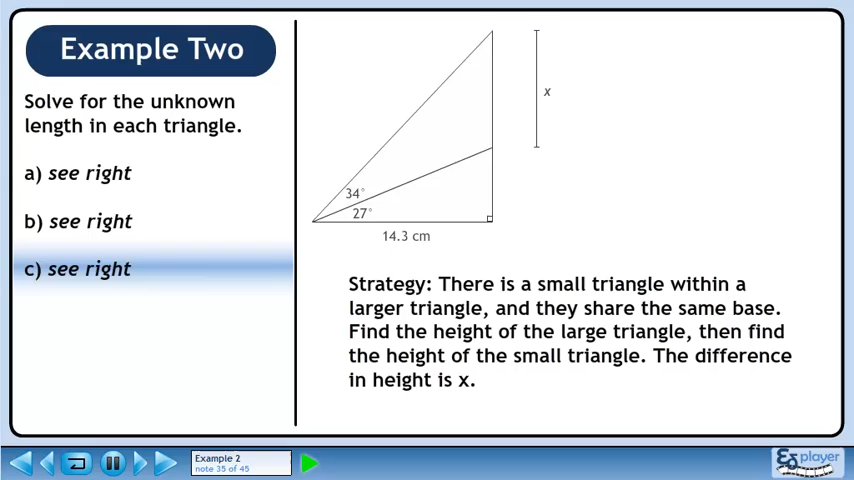 Example Two
Solve for the unknown
length in each triangle.
a) see right
b) see right
c) see right
x
34°
27°
14.3 cm
Strategy: There is a small triangle within a
larger triangle, and they share the same base.
Find the height of the large triangle, then find
the height of the small triangle. The difference
in height is x.
Example 2
note 35 of 45
player